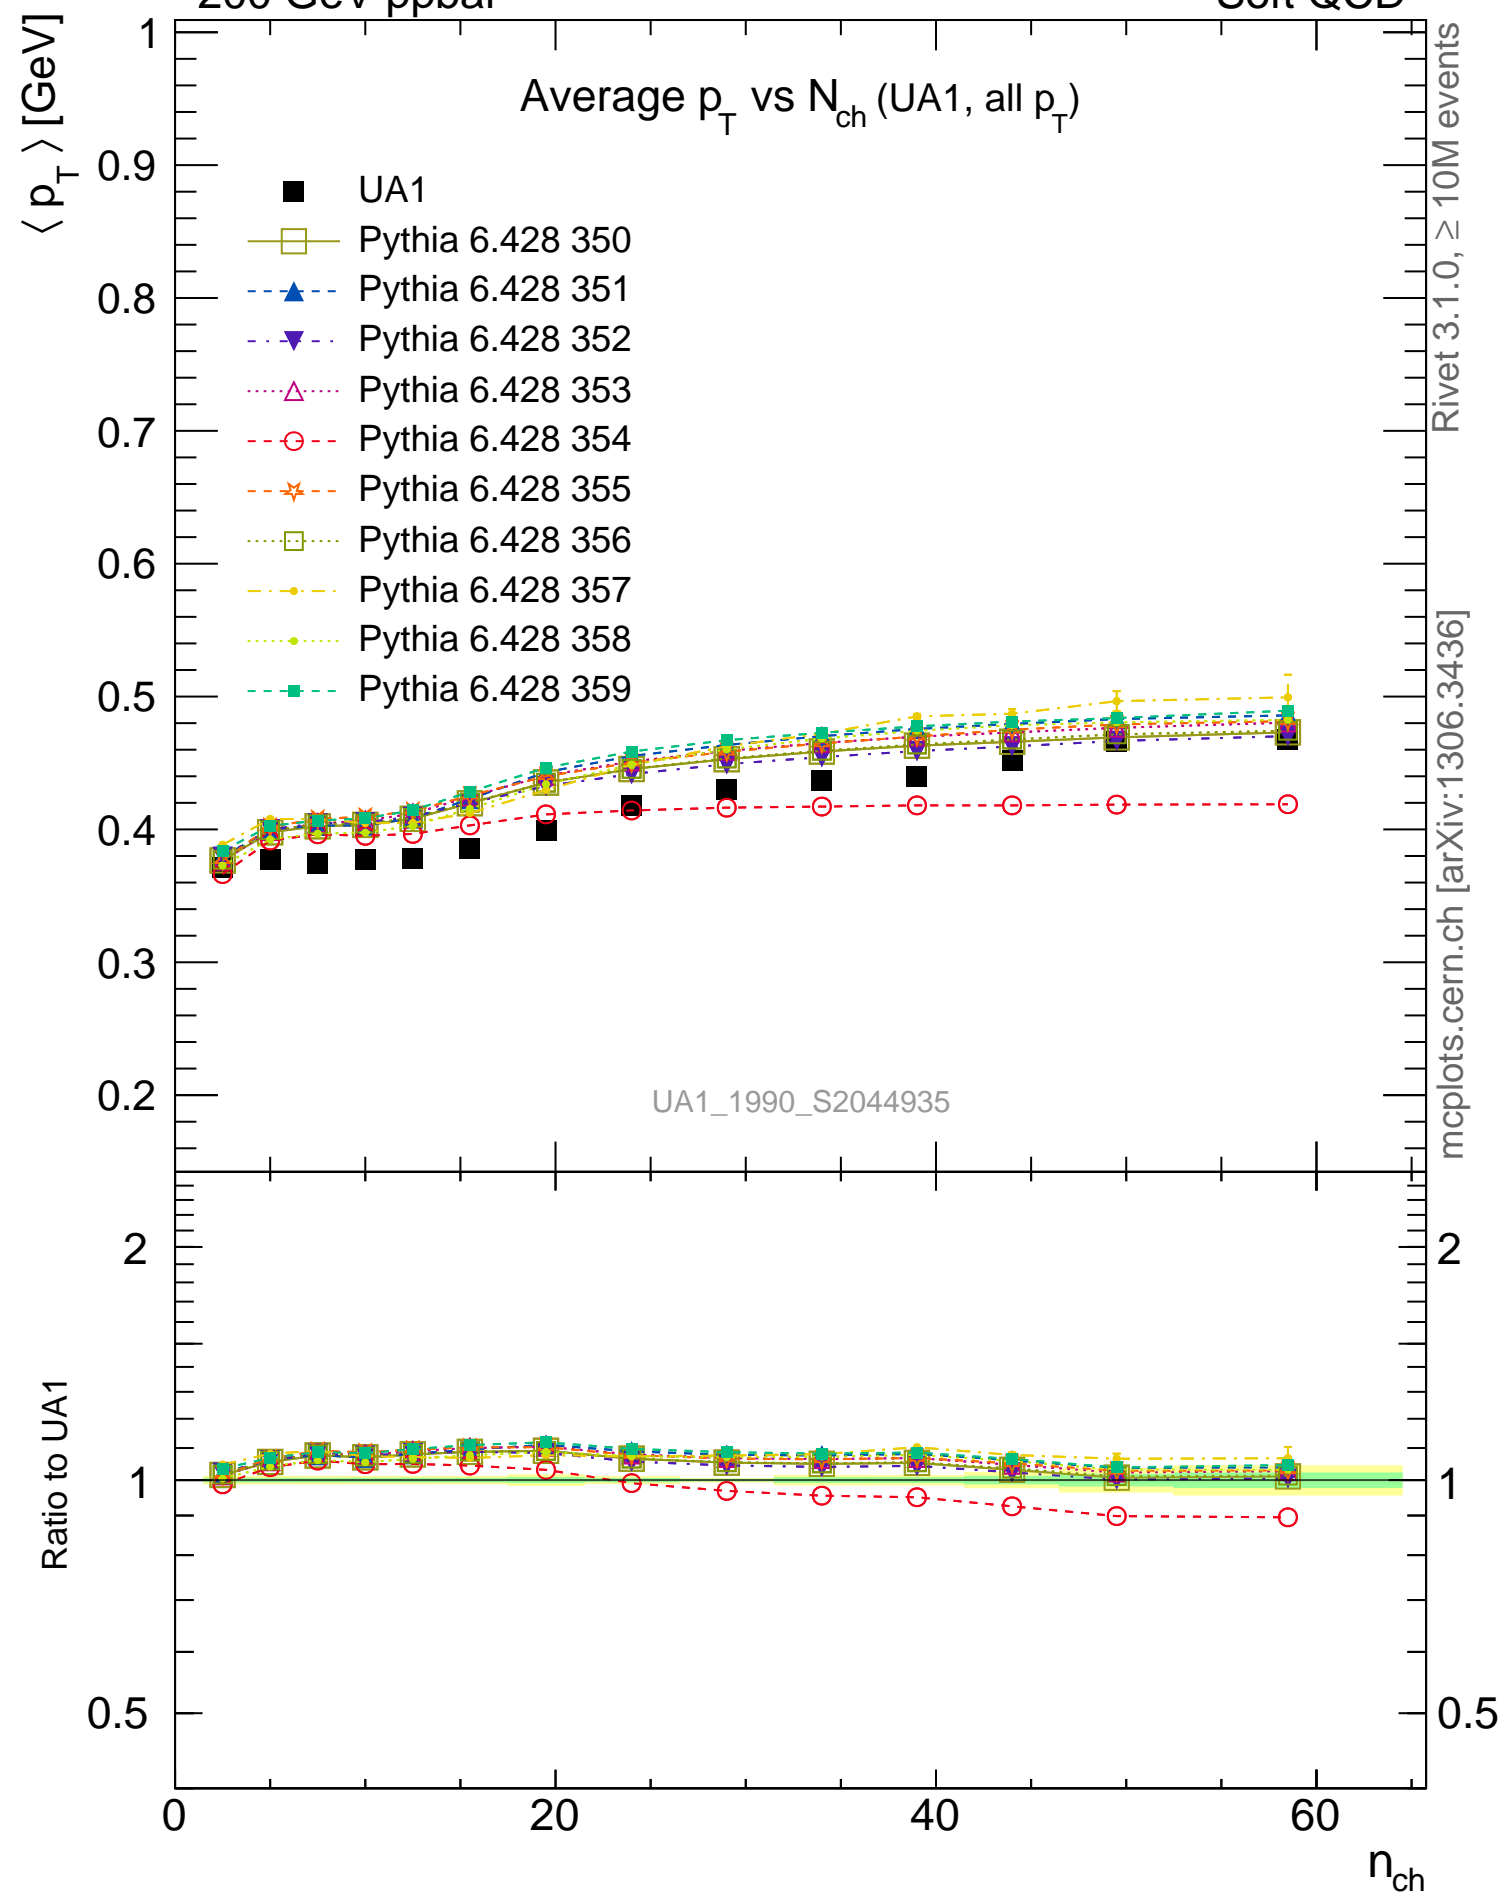 200 GeV ppbar
Soft QCD
⟨ p_T ⟩ [GeV]
Average p_T vs N_ch (UA1, all p_T)
UA1
Pythia 6.428 350
Pythia 6.428 351
Pythia 6.428 352
Pythia 6.428 353
Pythia 6.428 354
Pythia 6.428 355
Pythia 6.428 356
Pythia 6.428 357
Pythia 6.428 358
Pythia 6.428 359
1
0.9
0.8
0.7
0.6
0.5
0.4
0.3
0.2
UA1_1990_S2044935
Rivet 3.1.0, ≥ 10M events
mcplots.cern.ch [arXiv:1306.3436]
Ratio to UA1
2
1
0.5
2
1
0.5
0
20
40
60
n_ch